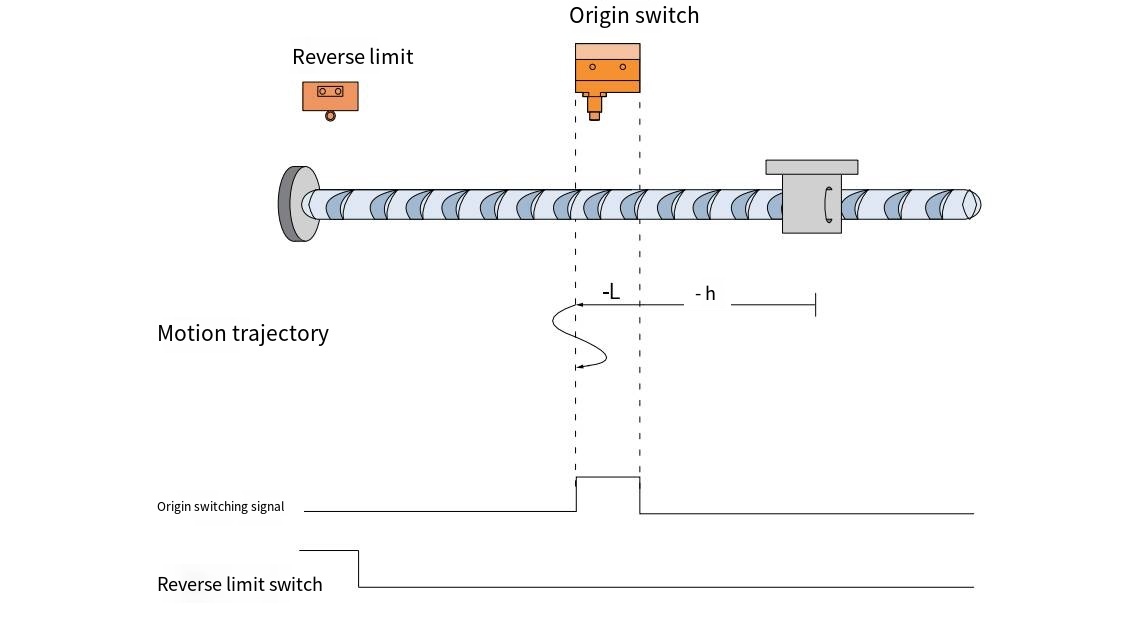 Origin switch
Reverse limit
-L
- h
Motion trajectory
Origin switching signal
Reverse limit switch